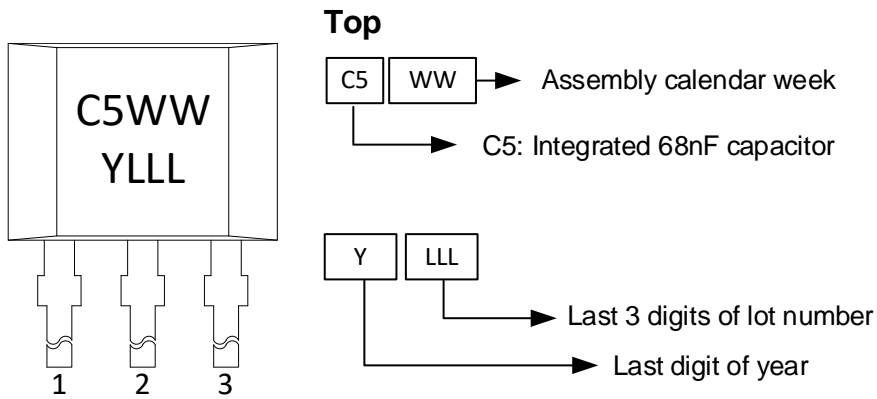 Top
C5WW
YLLL
C5 WW Assembly calendar week
C5: Integrated 68nF capacitor
Y LLL
Last 3 digits of lot number
Last digit of year
1 2 3